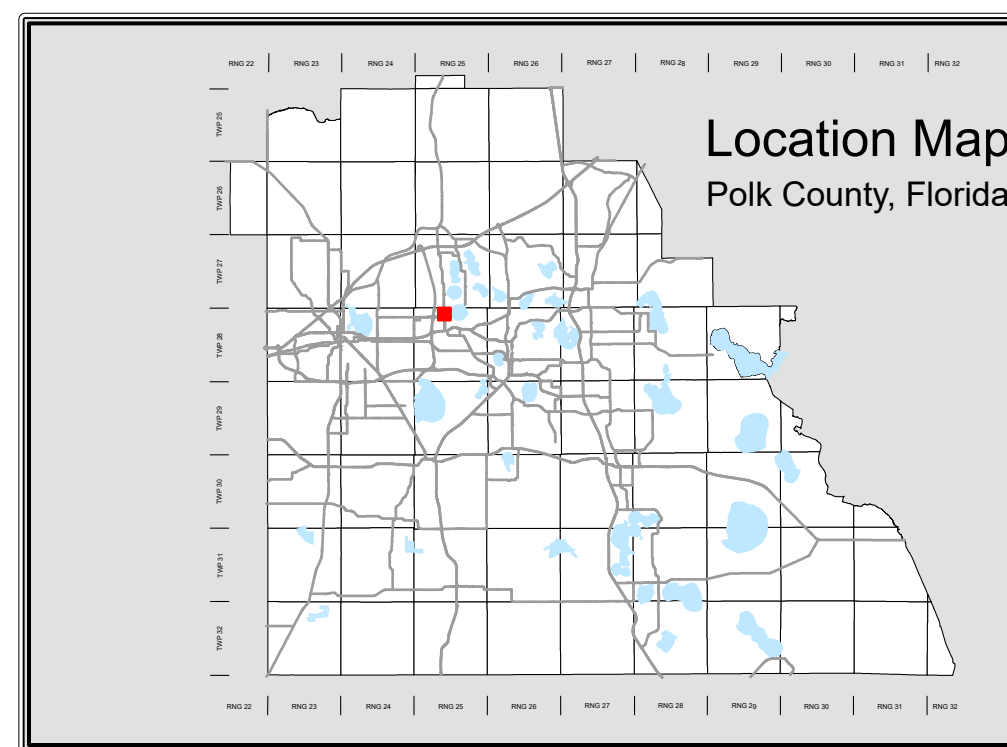 RNG 22 RNG 23 RNG 24 RNG 25 RNG 26 RNG 27 RNG 28 RNG 29 RNG 30 RNG 31 RNG 32
TWP 25
Location Map
Polk County, Florida
TWP 26
TWP 27
TWP 28
TWP 29
TWP 30
TWP 31
TWP 32
RNG 22 RNG 23 RNG 24 RNG 25 RNG 26 RNG 27 RNG 28 RNG 29 RNG 30 RNG 31 RNG 32